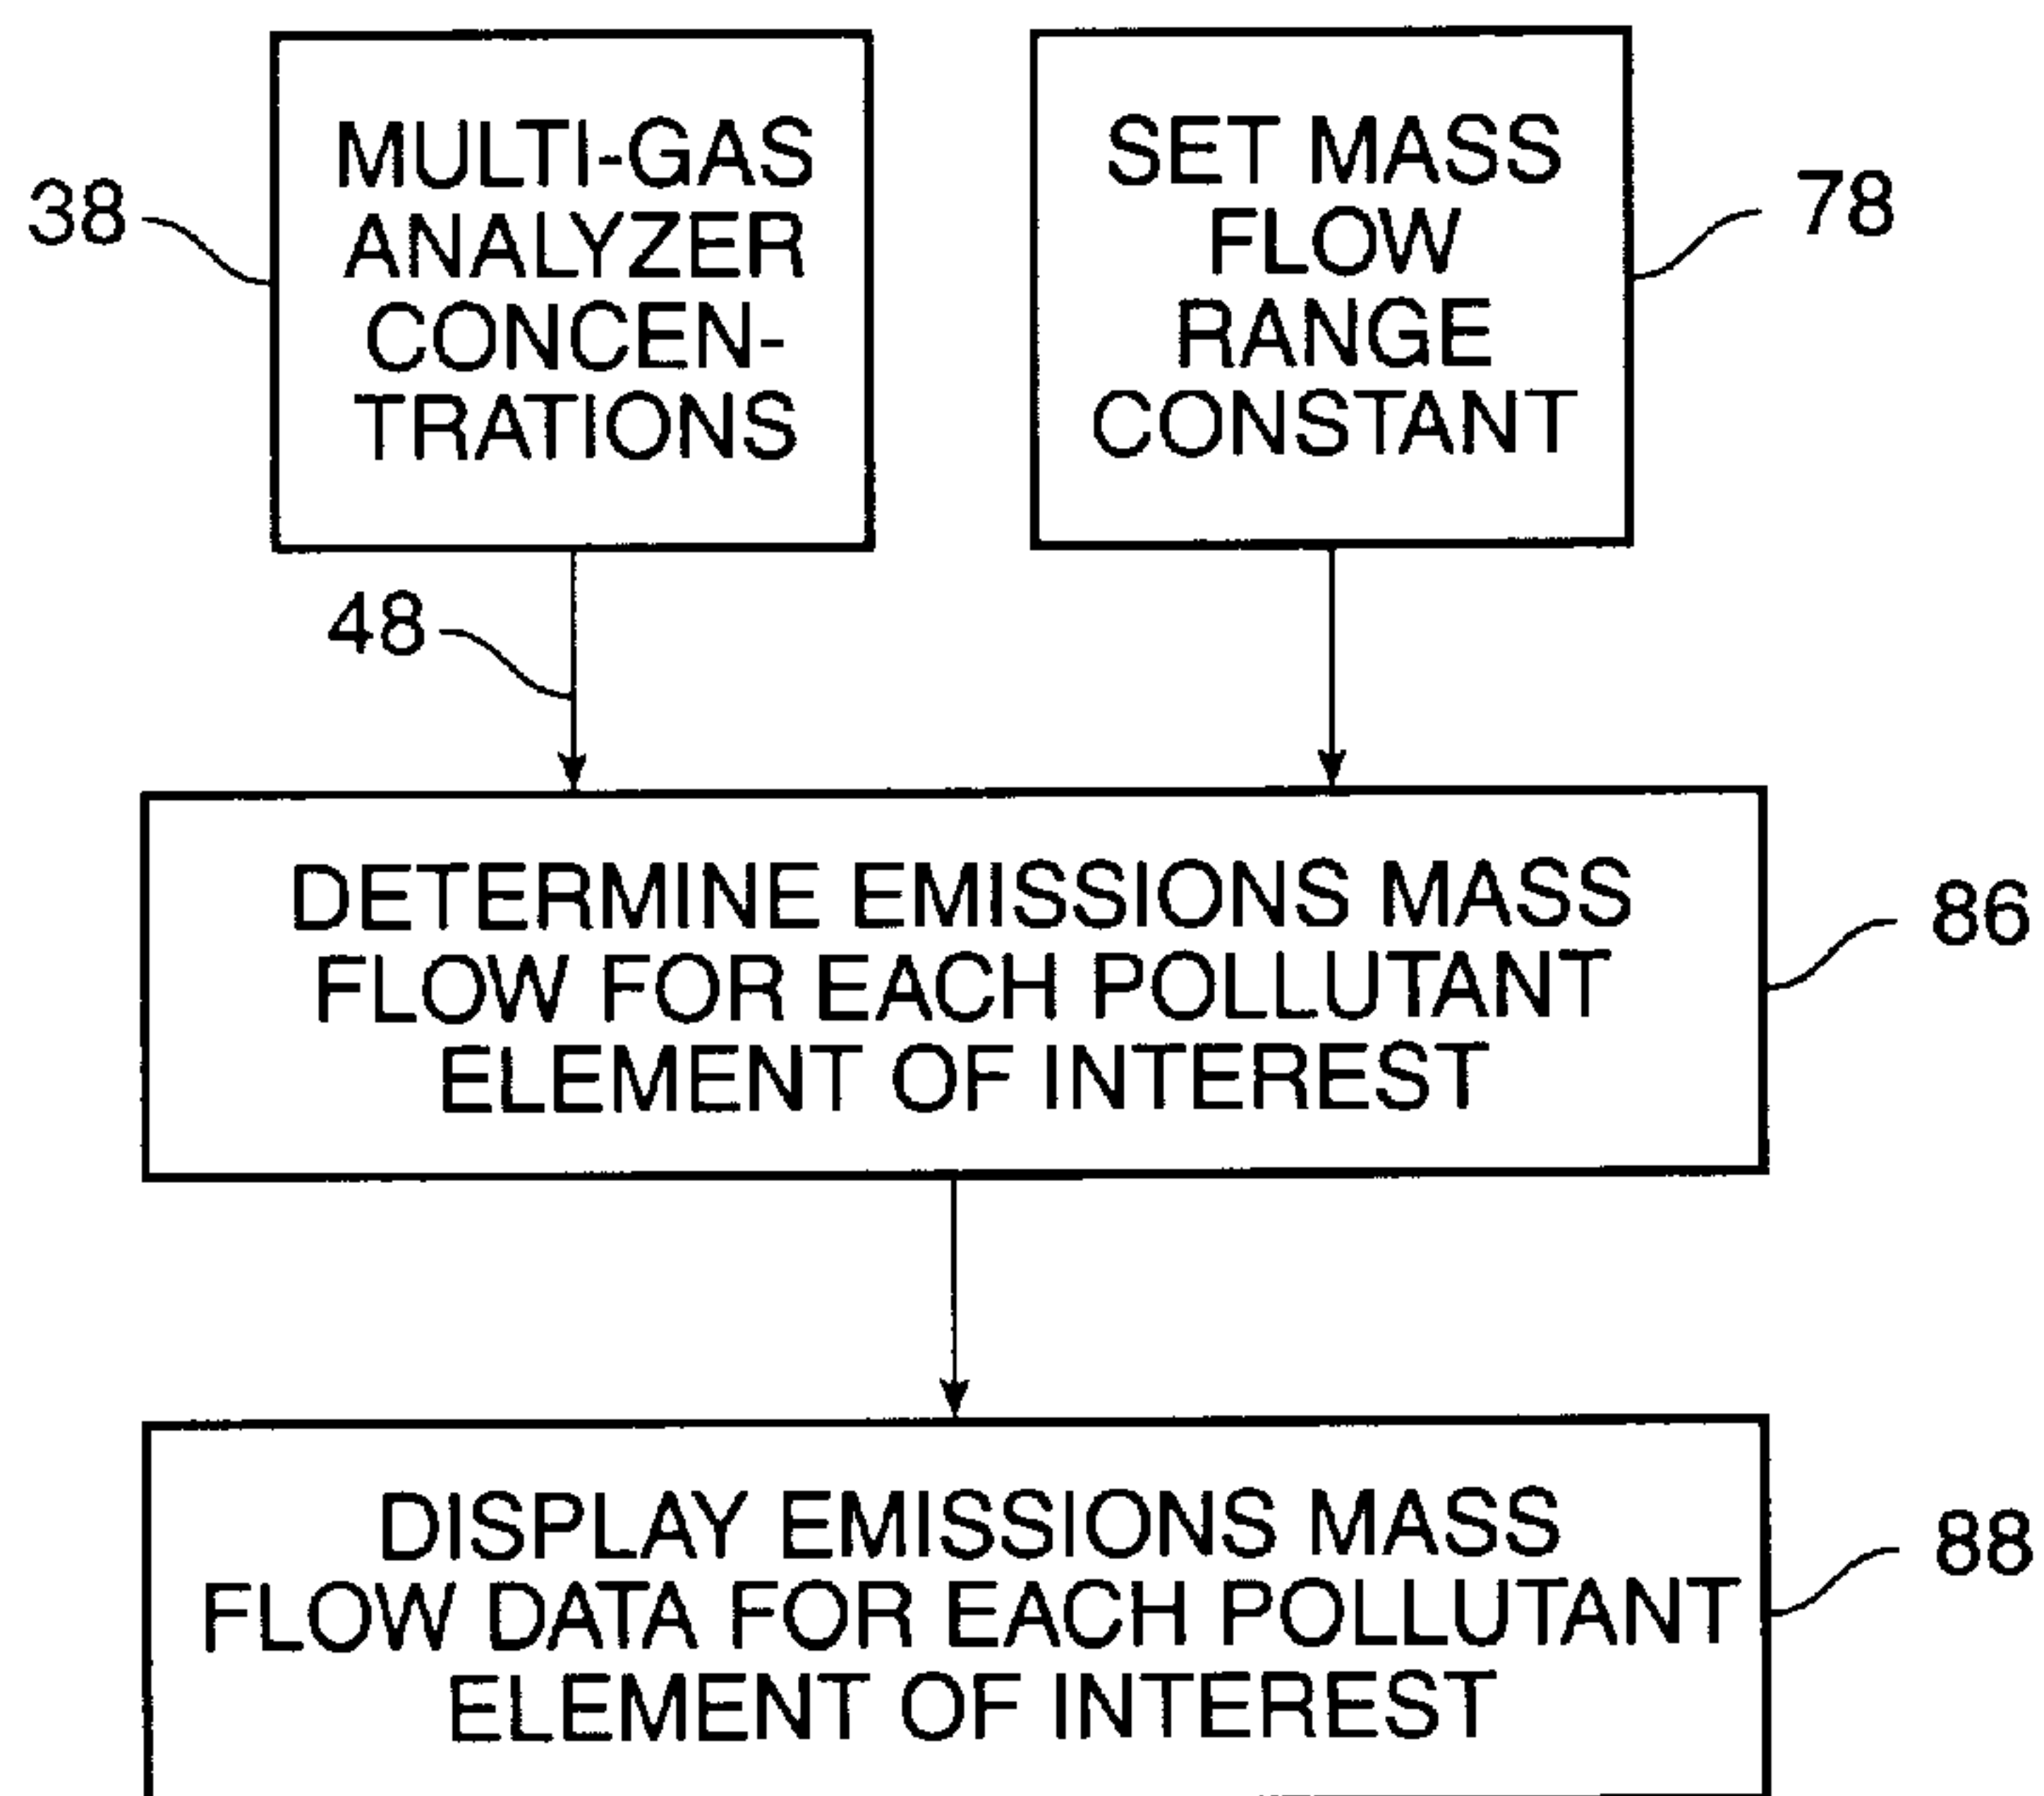 MULTI-GAS
ANALYZER
CONCEN-
TRATIONS
38
SET MASS
FLOW
RANGE
CONSTANT
78
48
DETERMINE EMISSIONS MASS
FLOW FOR EACH POLLUTANT
ELEMENT OF INTEREST
86
DISPLAY EMISSIONS MASS
FLOW DATA FOR EACH POLLUTANT
ELEMENT OF INTEREST
88